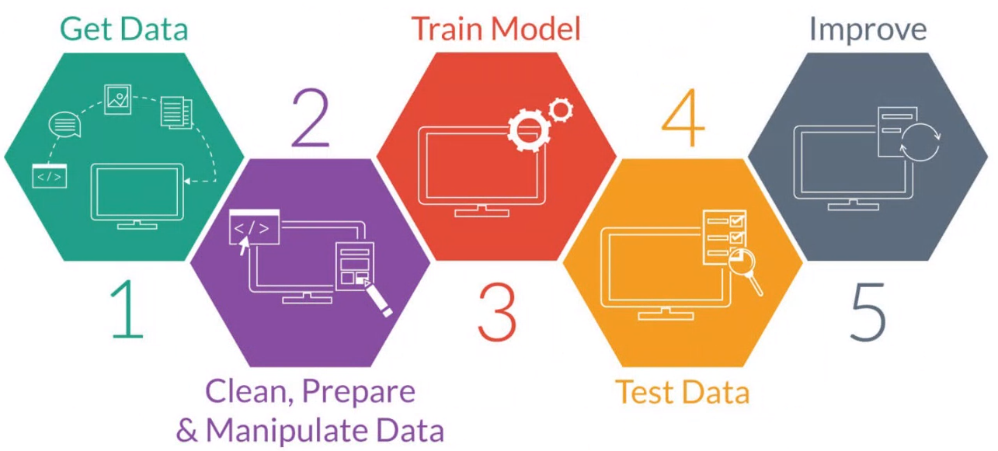 Get Data
1
2
Clean, Prepare
& Manipulate Data
Train Model
3
4
Test Data
Improve
5
</>
</>